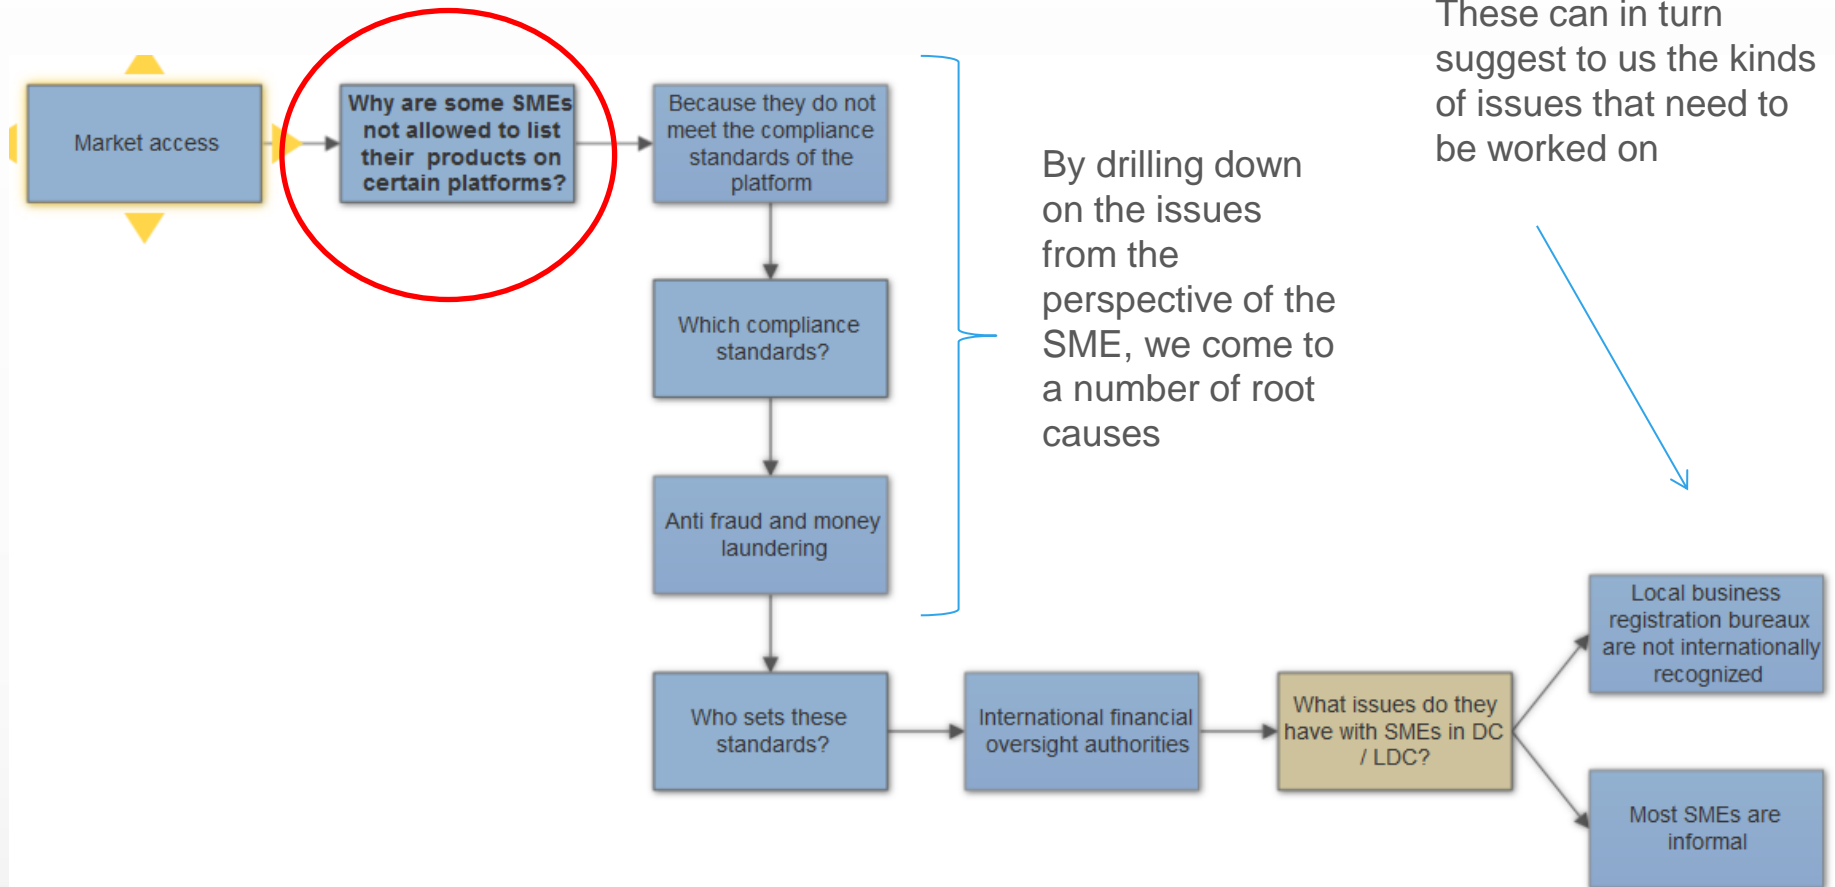 Market access
Why are some SMEs
not allowed to list
their products on
certain platforms?
Because they do not
meet the compliance
standards of the
platform
Which compliance
standards?
Anti fraud and money
laundering
Who sets these
standards?
International financial
oversight authorities
What issues do they
have with SMEs in DC
/ LDC?
Local business
registration bureaux
are not internationally
recognized
Most SMEs are
informal
By drilling down
on the issues
from the
perspective of the
SME, we come to
a number of root
causes
These can in turn
suggest to us the kinds
of issues that need to
be worked on